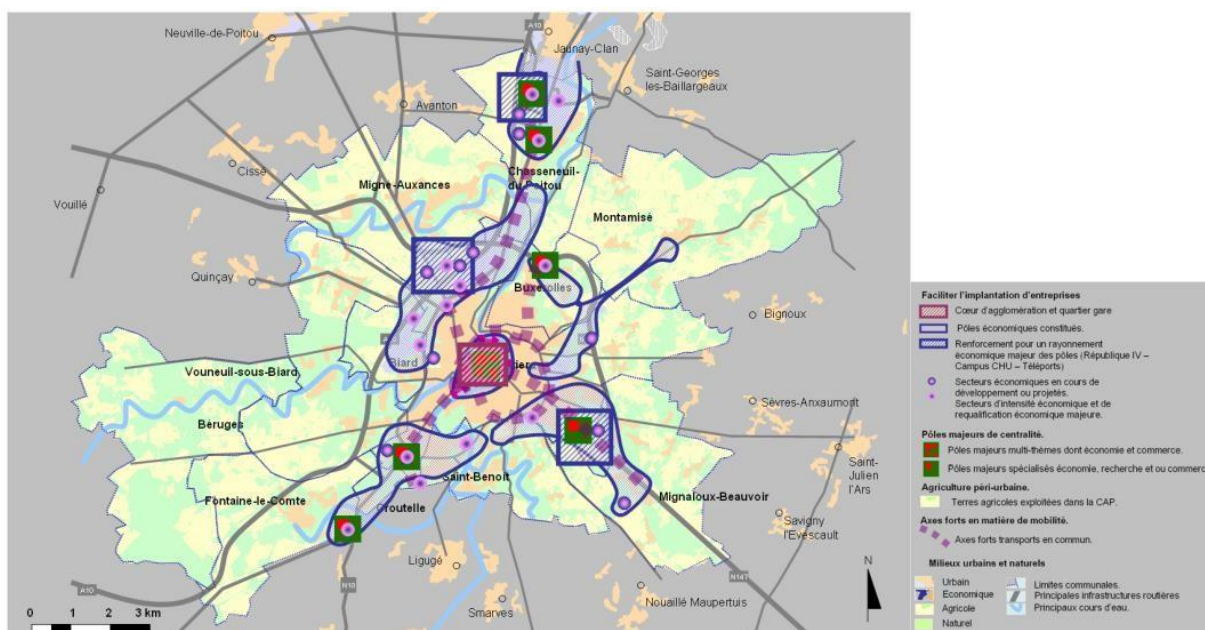 A10
Neuville-de-Poitou
Jaunay-Clan
Saint-Georges
les-Baillargeaux
Avanton
Cissé
Migné-Auxances
Chasseneuil-
du-Poitou
Vouillé
Montamisé
Quinçay
Buxerolles
Bignoux
Biard
Vouneuil-sous-Biard
Sèvres-Anxaumont
Béruges
Saint-
Julien
l'Ars
Saint-Benoit
Fontaine-le-Comte
Croutelle
Mignaloux-Beauvoir
Savigny
l'Evescault
Ligugé
N147
A10
N10
Smarves
Nouaillé Maupertuis
N
0 1 2 3 km
Faciliter l'implantation d'entreprises
Cœur d'agglomération et quartier gare
Pôles économiques constitués.
Renforcement pour un rayonnement
économique majeur des pôles (République IV –
Campus CHU – Téléports)
Secteurs économiques en cours de
développement ou projetés.
Secteurs d'intensité économique et de
requalification économique majeure.
Pôles majeurs de centralité.
Pôles majeurs multi-thèmes dont économie et commerce.
Pôles majeurs spécialisés économie, recherche et ou commerc
Agriculture péri-urbaine.
Terres agricoles exploitées dans la CAP.
Axes forts en matière de mobilité.
Axes forts transports en commun.
Milieux urbains et naturels
Urbain
Economique
Agricole
Naturel
Limites communales.
Principales infrastructures routières
Principaux cours d'eau.